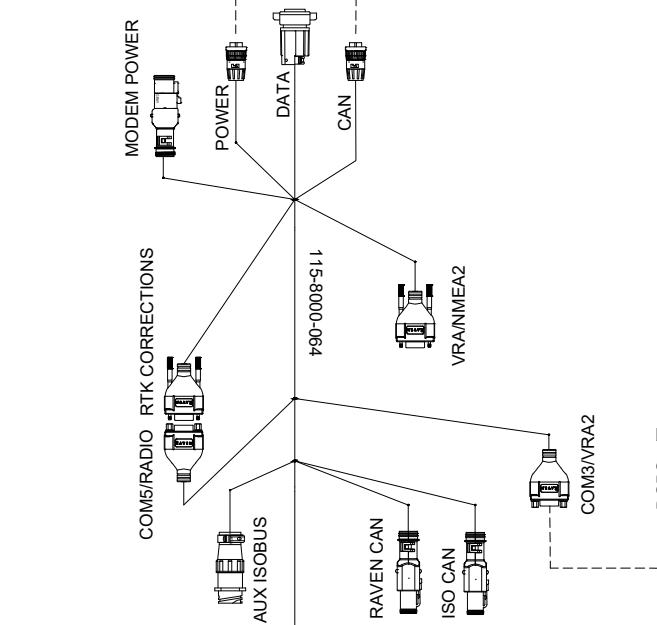 MODEM POWER
POWER
DATA
CAN
115-8000-064
VRA/NMEA2
RTK CORRECTIONS
COM5/RADIO
COM3/VRA2
AUX ISOBUS
RAVEN CAN
ISO CAN